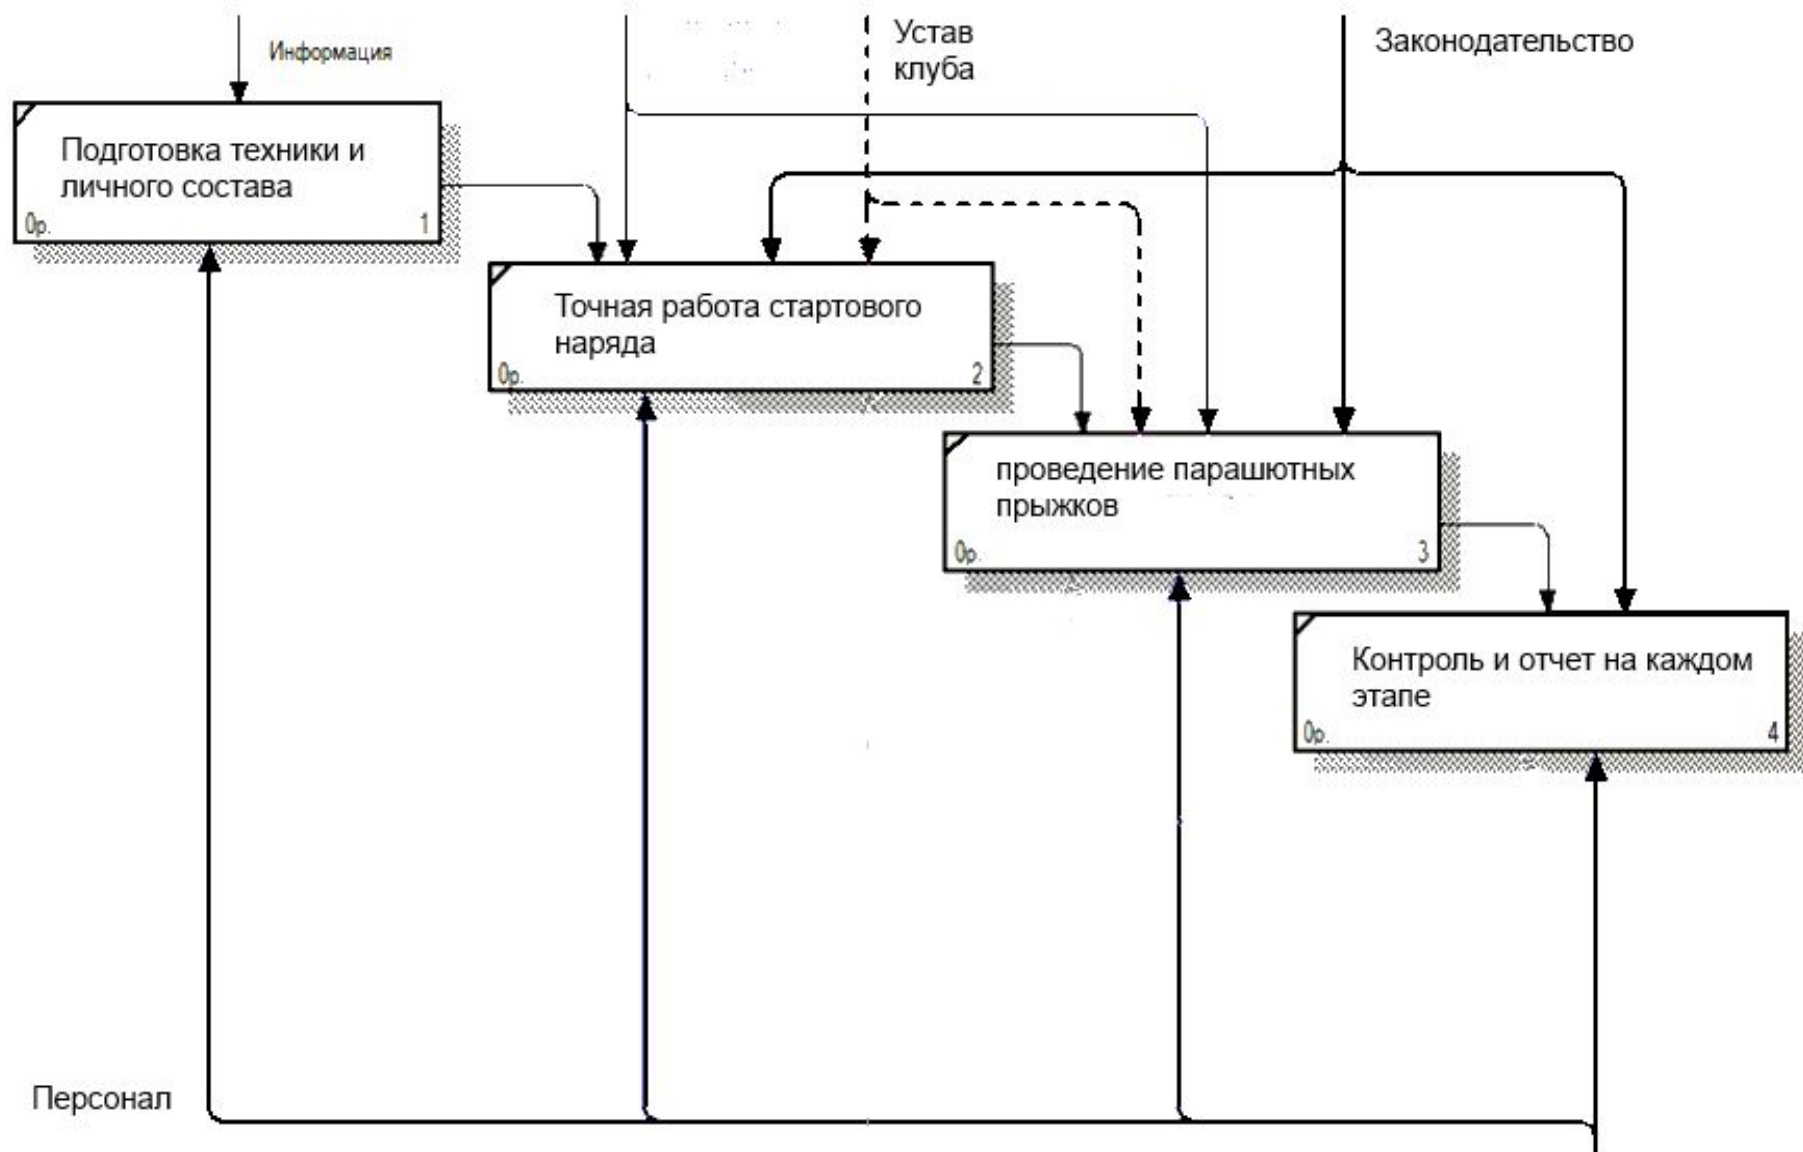 Информация
Устав
клуба
Законодательство
Подготовка техники и
личного состава
0р. 1
Точная работа стартового
наряда
0р. 2
проведение парашютных
прыжков
0р. 3
Контроль и отчет на каждом
этапе
0р. 4
Персонал